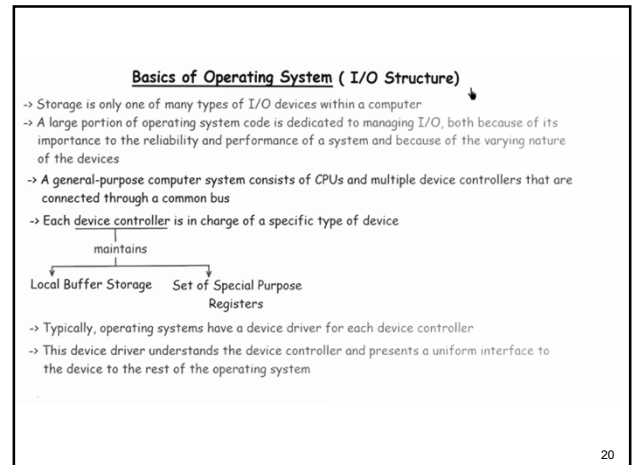 Basics of Operating System ( I/O Structure)
-> Storage is only one of many types of I/O devices within a computer
-> A large portion of operating system code is dedicated to managing I/O, both because of its
importance to the reliability and performance of a system and because of the varying nature
of the devices
-> A general-purpose computer system consists of CPUs and multiple device controllers that are
connected through a common bus
-> Each device controller is in charge of a specific type of device
maintains
Local Buffer Storage Set of Special Purpose
Registers
-> Typically, operating systems have a device driver for each device controller
-> This device driver understands the device controller and presents a uniform interface to
the device to the rest of the operating system
20